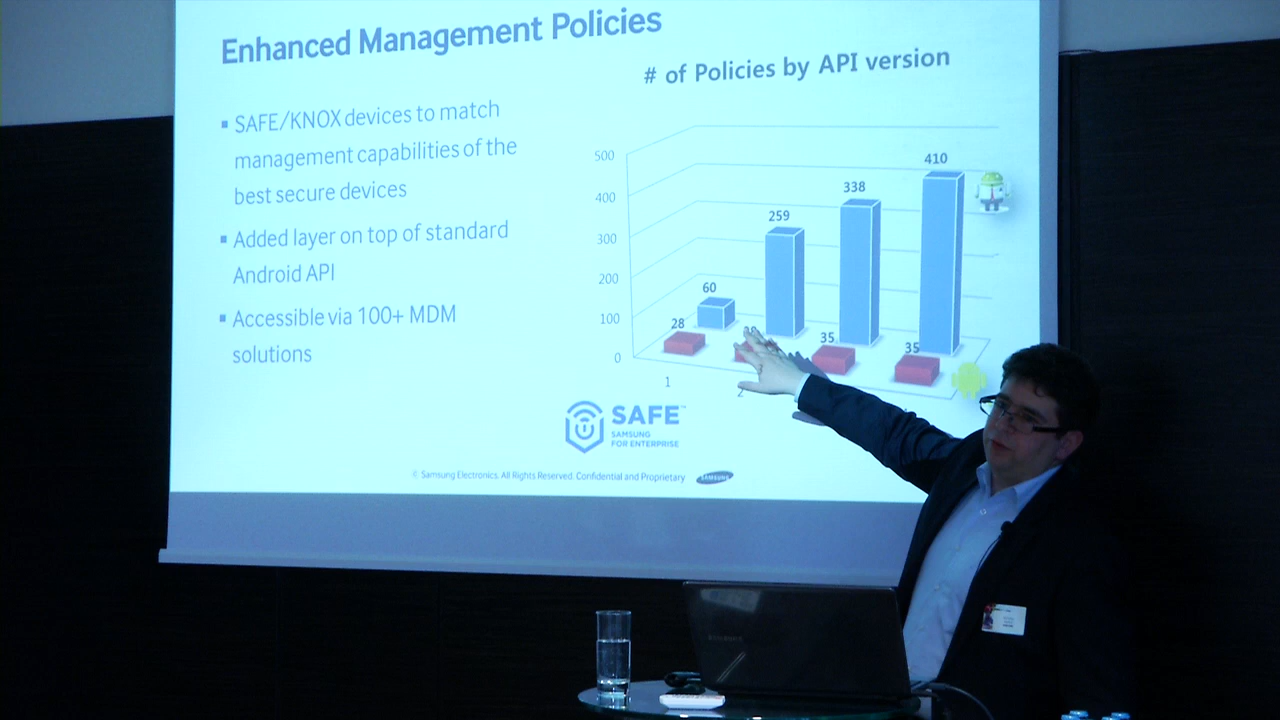 Enhanced Management Policies
▪ SAFE/KNOX devices to match
management capabilities of the
best secure devices
▪ Added layer on top of standard
Android API
▪ Accessible via 100+ MDM
solutions
# of Policies by API version
500
400
300
200
100
0
410
338
259
60
28
35
35
1
2
SAFE™
SAMSUNG
FOR ENTERPRISE
© Samsung Electronics. All Rights Reserved. Confidential and Proprietary
SAMSUNG